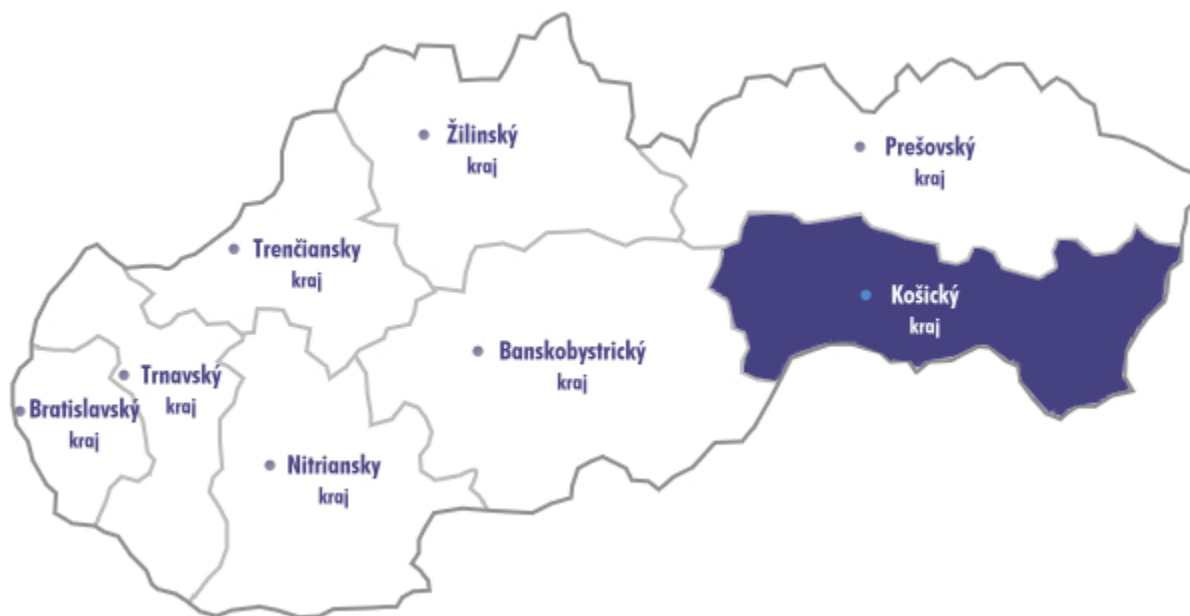 Žilinský
kraj
Prešovský
kraj
Trenčiansky
kraj
Košický
kraj
Banskobystrický
kraj
Trnavský
kraj
Bratislavský
kraj
Nitriansky
kraj